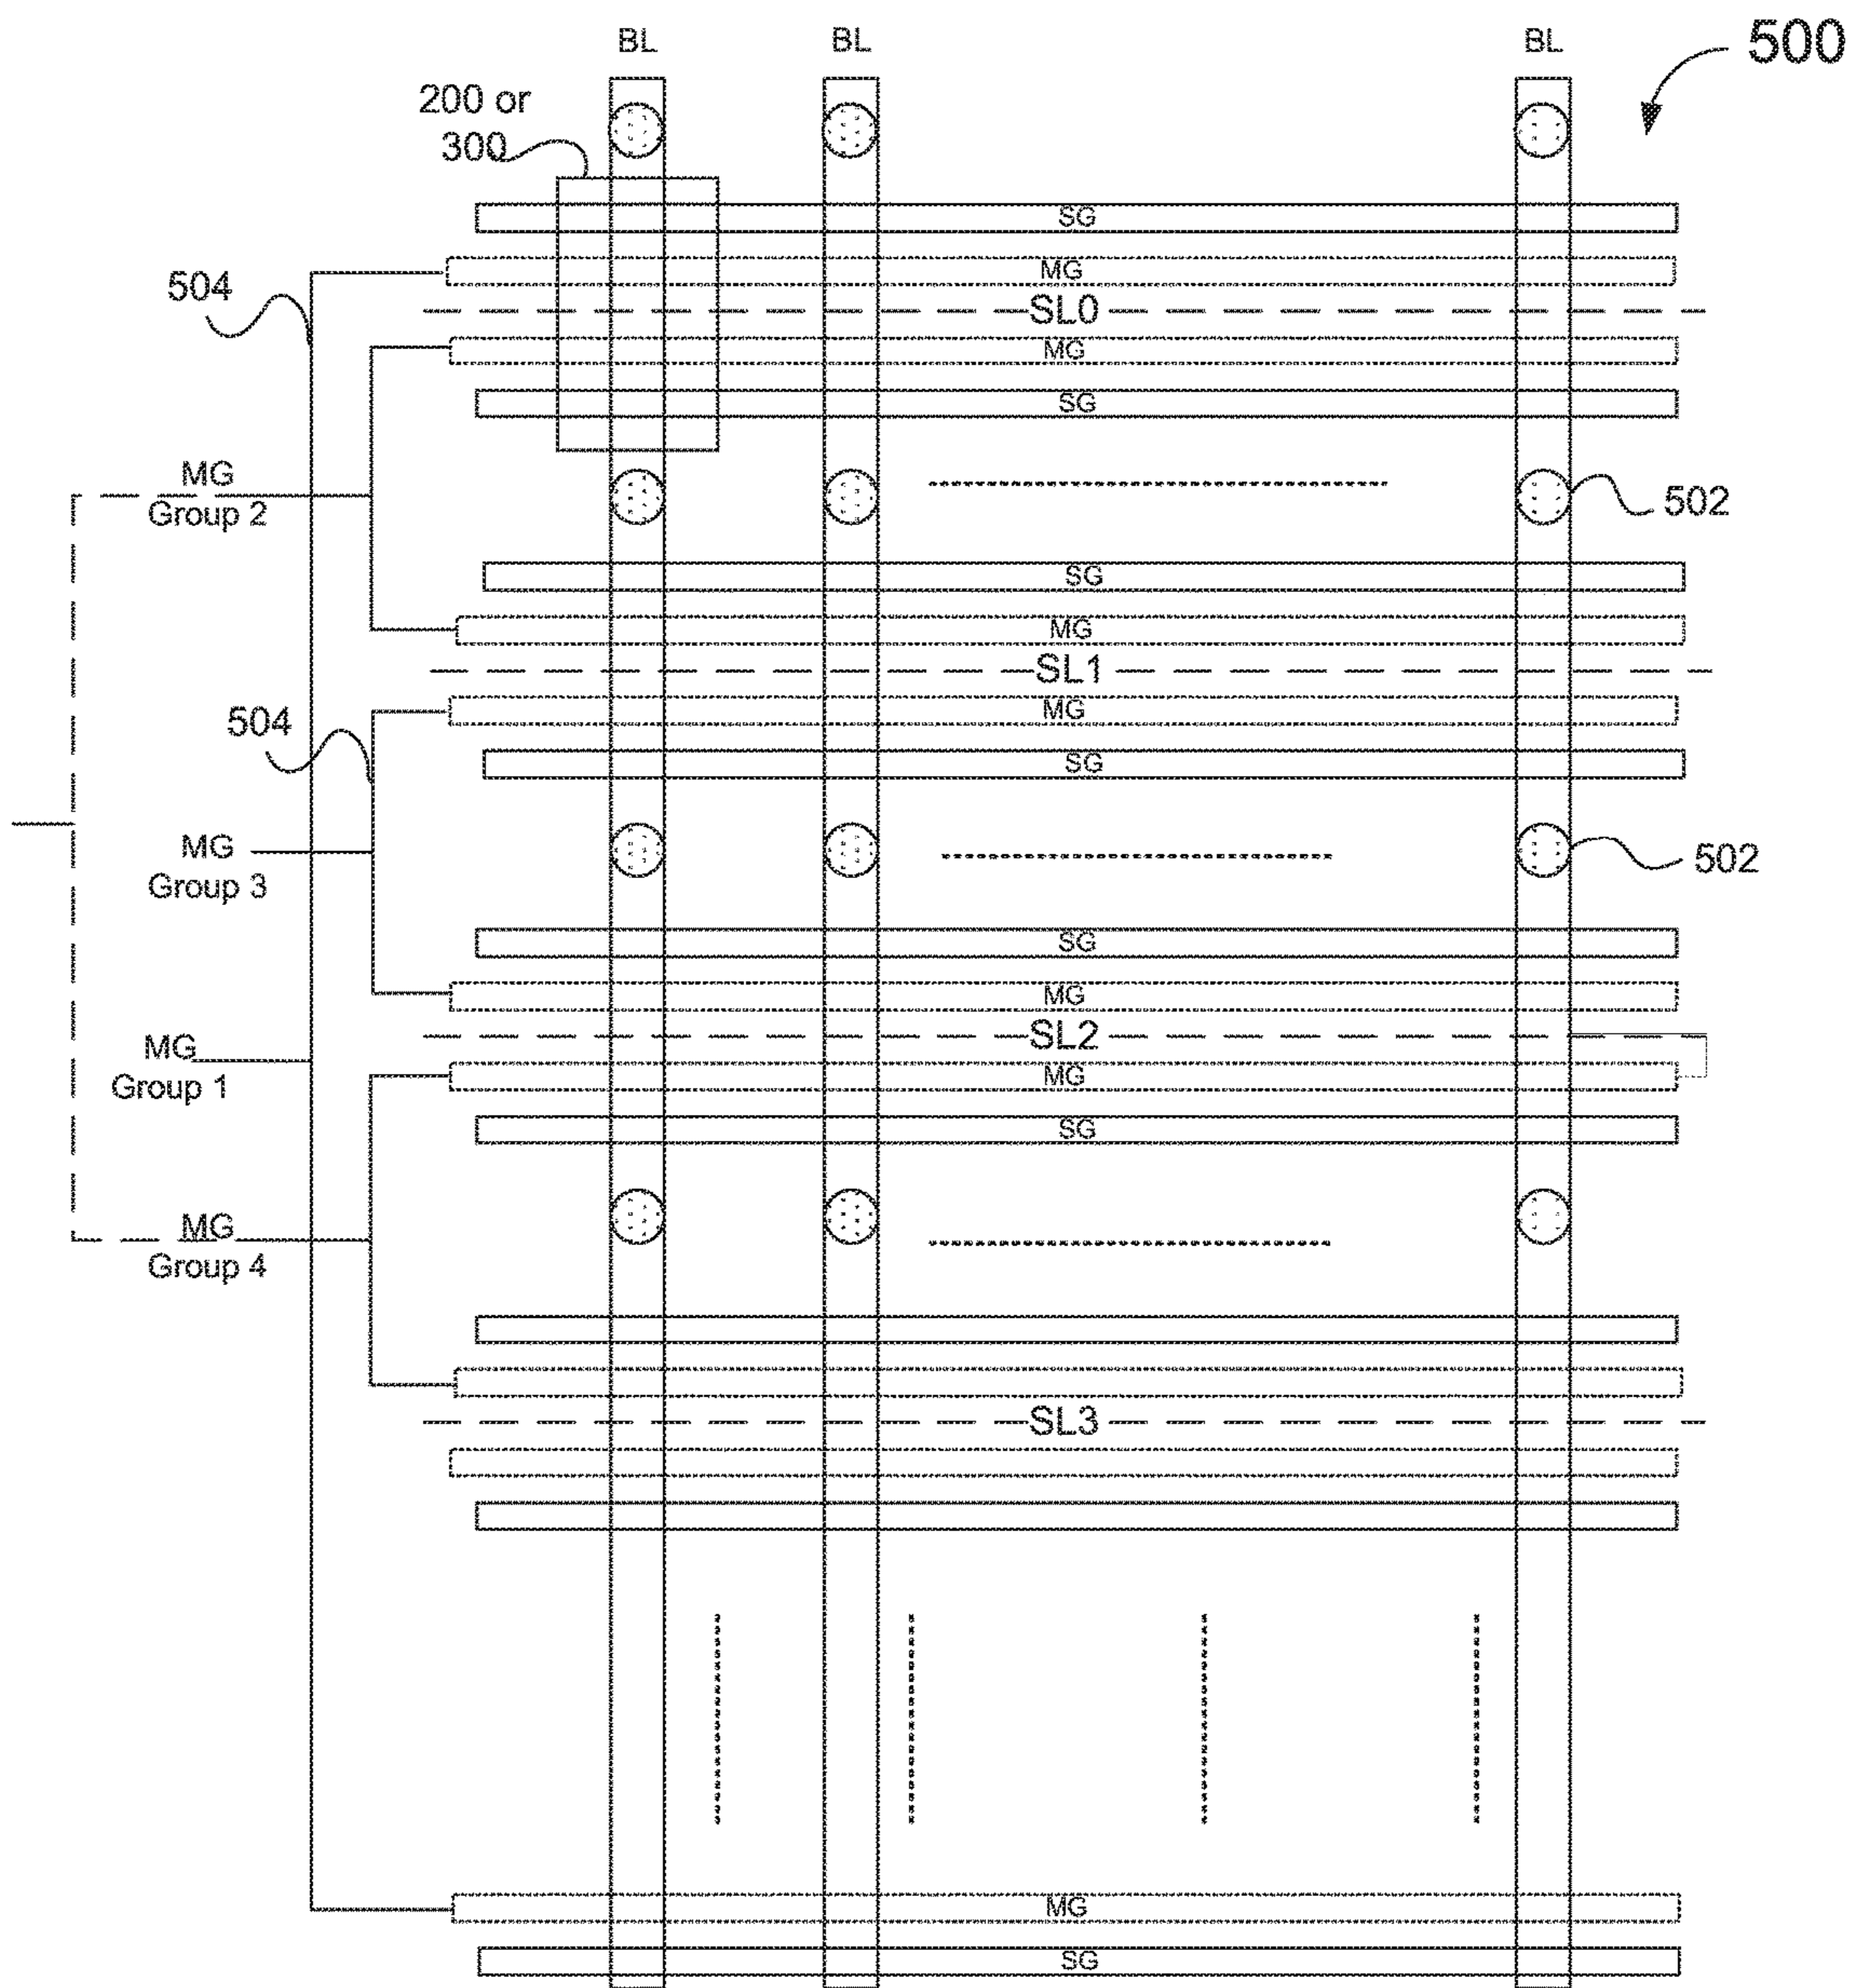 BL
BL
BL
500
200 or
300
SG
MG
504
SL0
MG
SG
MG
Group 2
502
SG
MG
SL1
MG
504
SG
MG
Group 3
502
SG
MG
SL2
MG
Group 1
MG
SG
MG
Group 4
SL3
MG
SG